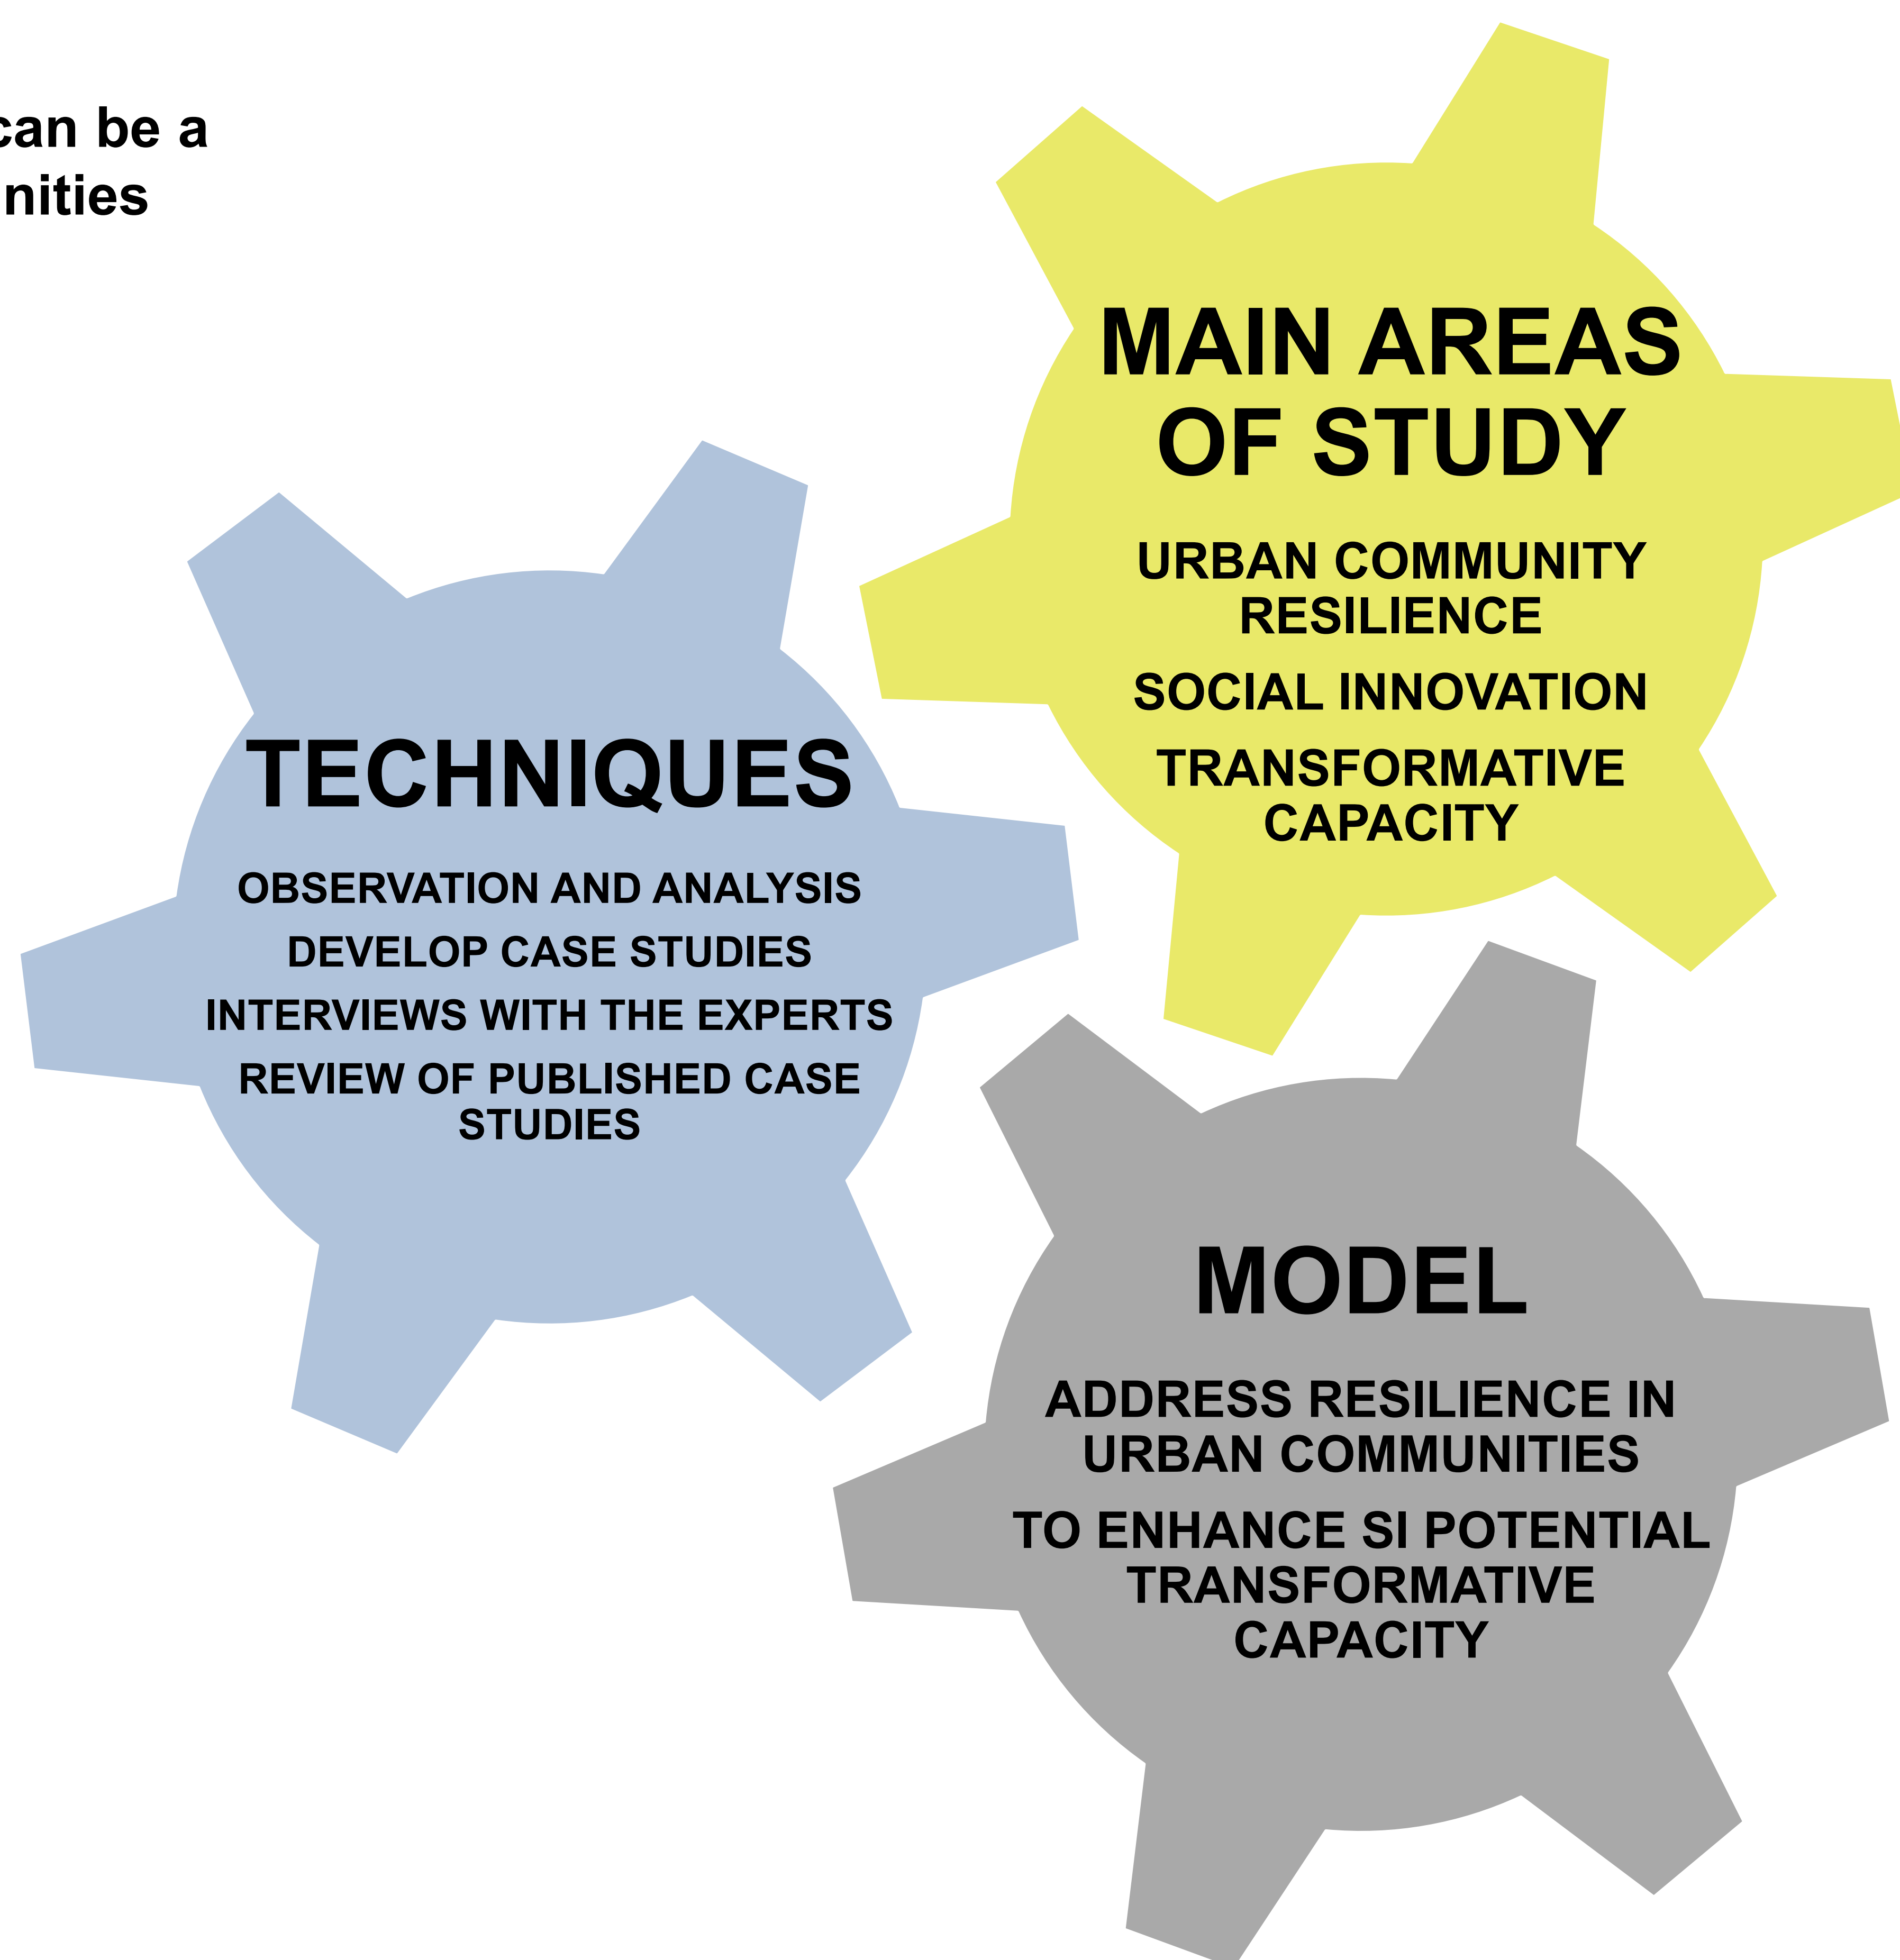 can be a
nities
MAIN AREAS
OF STUDY
URBAN COMMUNITY
RESILIENCE
SOCIAL INNOVATION
TRANSFORMATIVE
CAPACITY
TECHNIQUES
OBSERVATION AND ANALYSIS
DEVELOP CASE STUDIES
INTERVIEWS WITH THE EXPERTS
REVIEW OF PUBLISHED CASE
STUDIES
MODEL
ADDRESS RESILIENCE IN
URBAN COMMUNITIES
TO ENHANCE SI POTENTIAL
TRANSFORMATIVE
CAPACITY